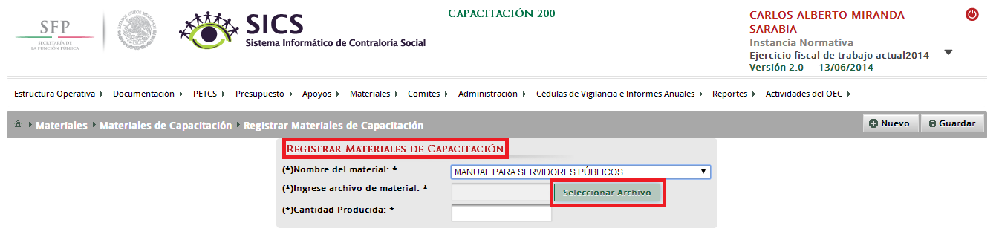 SFP
SECRETARÍA DE
LA FUNCIÓN PÚBLICA
ESTADOS UNIDOS MEXICANOS
SICS
Sistema Informático de Contraloría Social
CAPACITACIÓN 200
CARLOS ALBERTO MIRANDA
SARABIA
Instancia Normativa
Ejercicio fiscal de trabajo actual2014
Versión 2.0 13/06/2014
Estructura Operativa Documentación PETCS Presupuesto Apoyos Materiales Comites Administración Cédulas de Vigilancia e Informes Anuales Reportes Actividades del OEC
Materiales Materiales de Capacitación Registrar Materiales de Capacitación Nuevo Guardar
REGISTRAR MATERIALES DE CAPACITACIÓN
(*)Nombre del material: * MANUAL PARA SERVIDORES PÚBLICOS
(*)Ingrese archivo de material: * Seleccionar Archivo
(*)Cantidad Producida: *